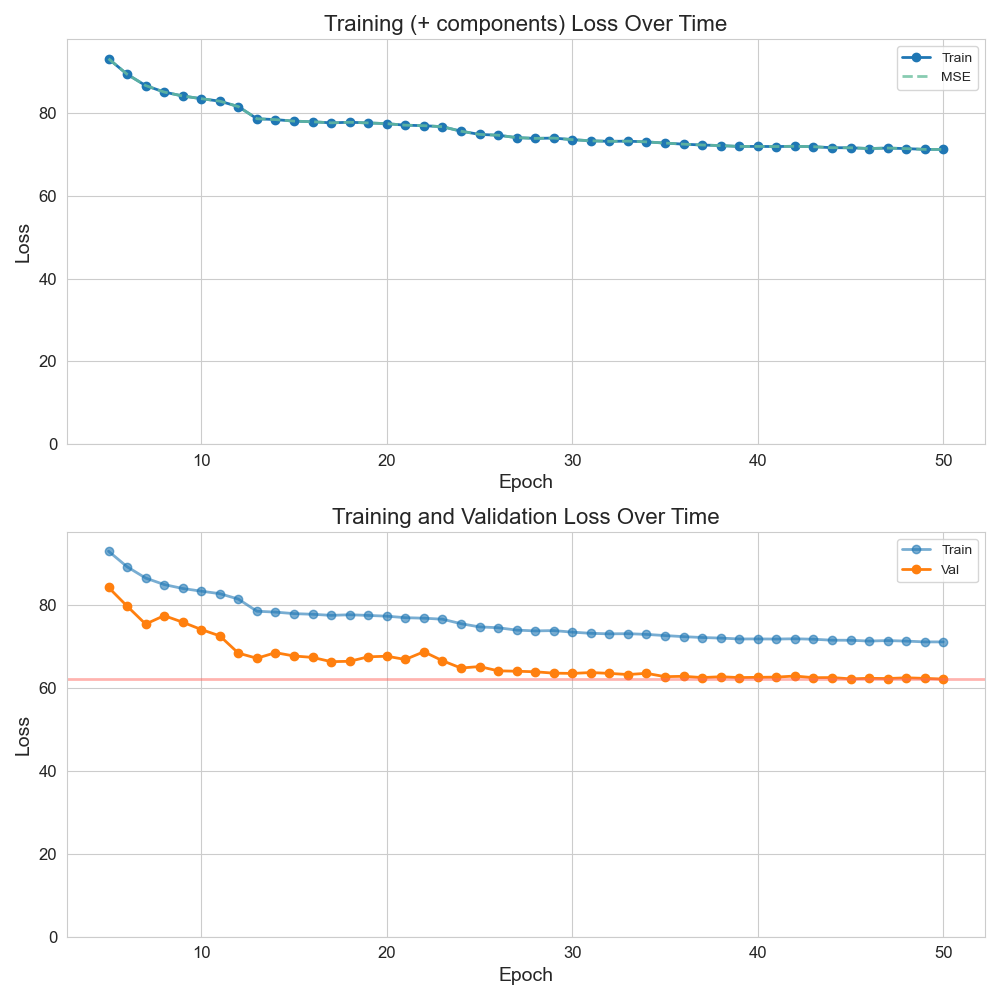 Training (+ components) Loss Over Time
Train
MSE
Loss
80
60
40
20
0
10 20 30 40 50
Epoch
Training and Validation Loss Over Time
Train
Val
Loss
80
60
40
20
0
10 20 30 40 50
Epoch